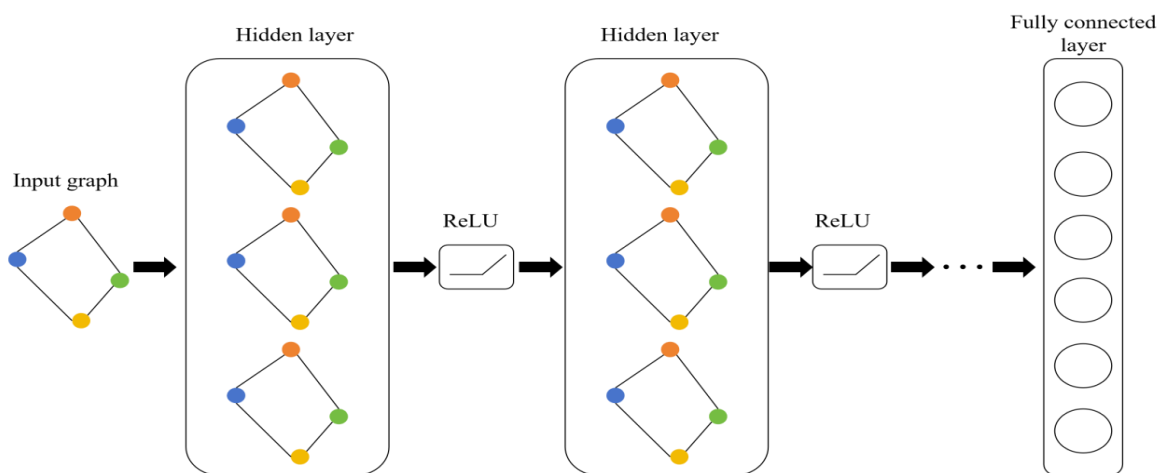 Input graph
Hidden layer
ReLU
Hidden layer
ReLU
. . .
Fully connected
layer